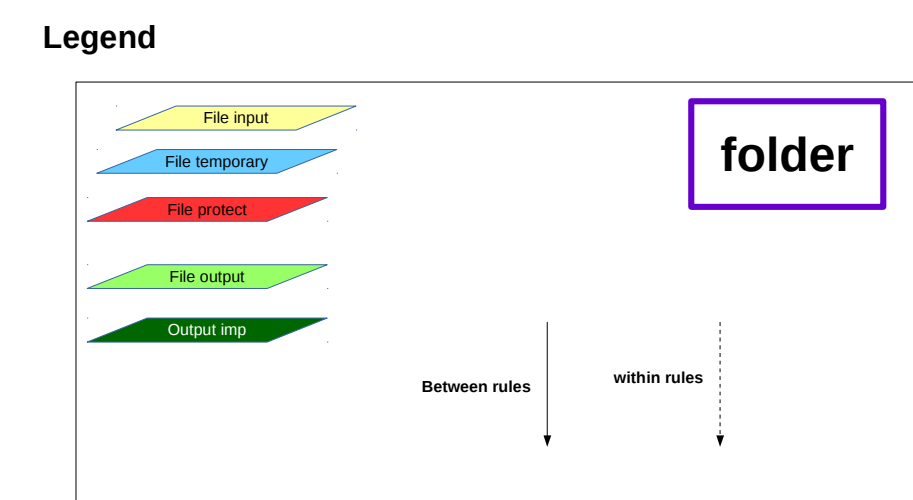 Legend
File input
folder
File temporary
File protect
File output
Output imp
Between rules
within rules